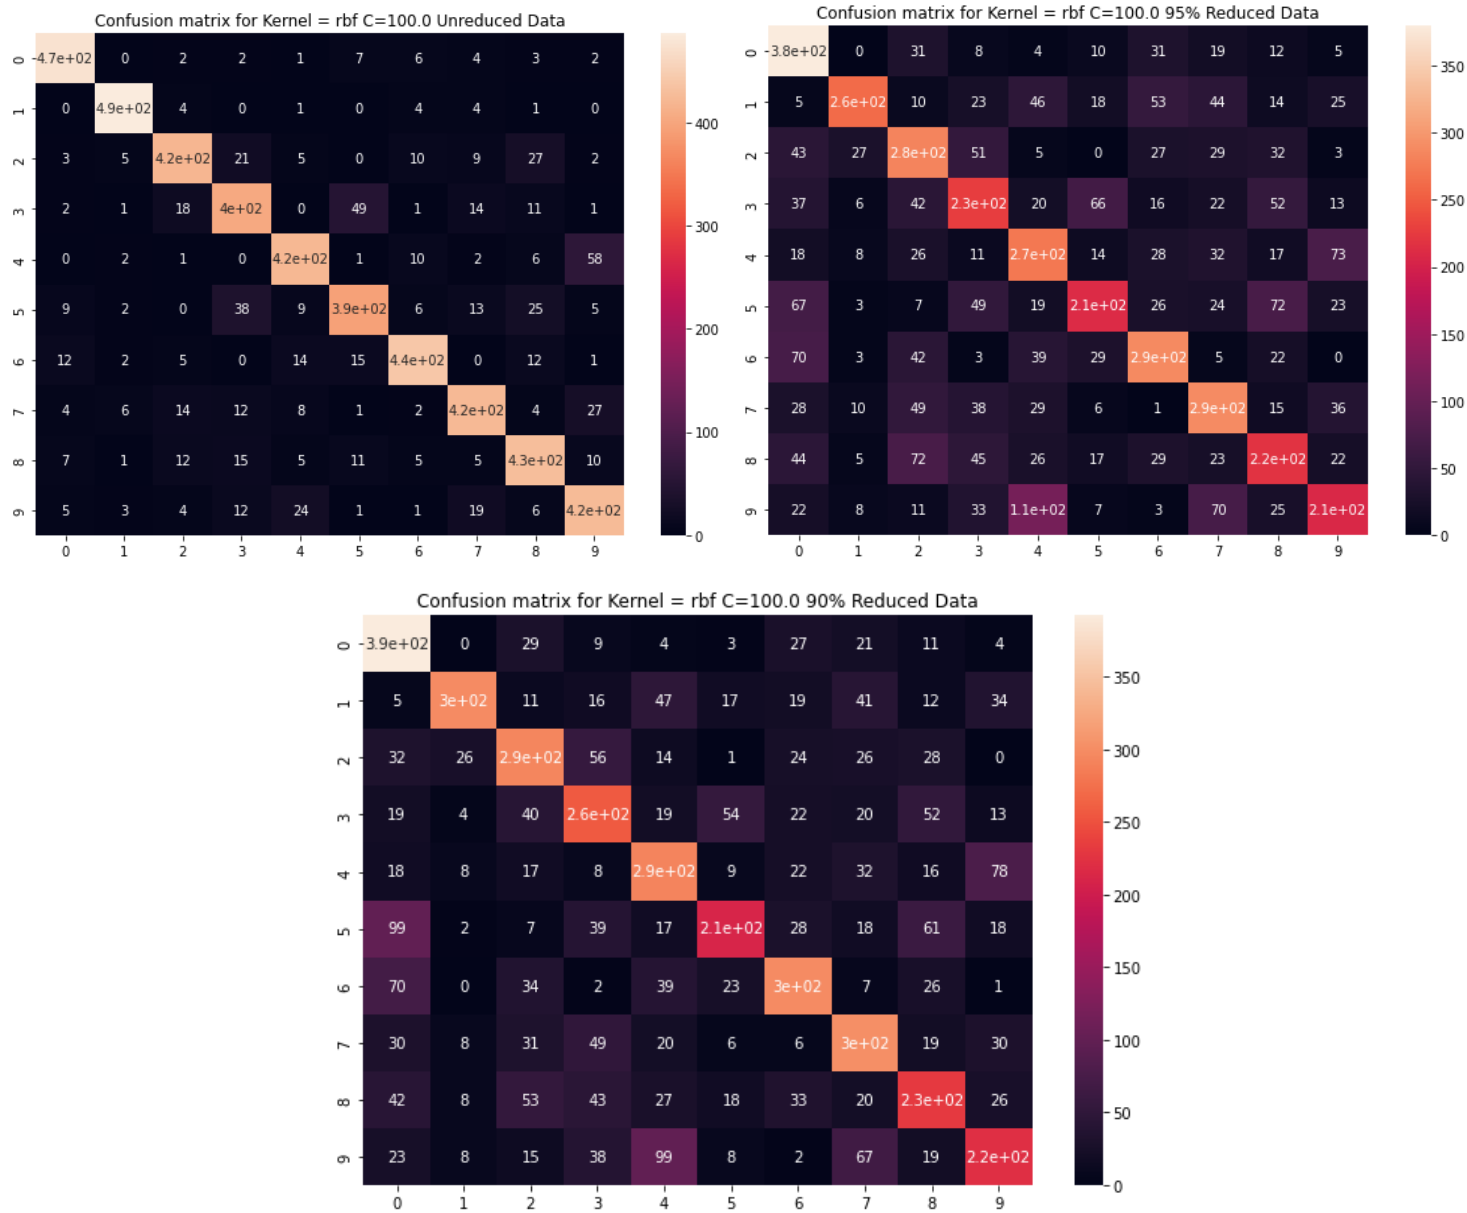 Confusion matrix for Kernel = rbf C=100.0 Unreduced Data
0 4.7e+02 0 2 2 1 7 6 4 3 2
1 0 4.9e+02 4 0 1 0 4 4 1 0
2 3 5 4.2e+02 21 5 0 10 9 27 2
3 2 1 18 4e+02 0 49 1 14 11 1
4 0 2 1 0 4.2e+02 1 10 2 6 58
5 9 2 0 38 9 3.9e+02 6 13 25 5
6 12 2 5 0 14 15 4.4e+02 0 12 1
7 4 6 14 12 8 1 2 4.2e+02 4 27
8 7 1 12 15 5 11 5 5 4.3e+02 10
9 5 3 4 12 24 1 1 19 6 4.2e+02
0 1 2 3 4 5 6 7 8 9
400
300
200
100
0
Confusion matrix for Kernel = rbf C=100.0 95% Reduced Data
0 3.8e+02 0 31 8 4 10 31 19 12 5
1 5 2.6e+02 10 23 46 18 53 44 14 25
2 43 27 2.8e+02 51 5 0 27 29 32 3
3 37 6 42 2.3e+02 20 66 16 22 52 13
4 18 8 26 11 2.7e+02 14 28 32 17 73
5 67 3 7 49 19 2.1e+02 26 24 72 23
6 70 3 42 3 39 29 2.9e+02 5 22 0
7 28 10 49 38 29 6 1 2.9e+02 15 36
8 44 5 72 45 26 17 29 23 2.2e+02 22
9 22 8 11 33 1.1e+02 7 3 70 25 2.1e+02
0 1 2 3 4 5 6 7 8 9
350
300
250
200
150
100
50
0
Confusion matrix for Kernel = rbf C=100.0 90% Reduced Data
0 3.9e+02 0 29 9 4 3 27 21 11 4
1 5 3e+02 11 16 47 17 19 41 12 34
2 32 26 2.9e+02 56 14 1 24 26 28 0
3 19 4 40 2.6e+02 19 54 22 20 52 13
4 18 8 17 8 2.9e+02 9 22 32 16 78
5 99 2 7 39 17 2.1e+02 28 18 61 18
6 70 0 34 2 39 23 3e+02 7 26 1
7 30 8 31 49 20 6 6 3e+02 19 30
8 42 8 53 43 27 18 33 20 2.3e+02 26
9 23 8 15 38 99 8 2 67 19 2.2e+02
0 1 2 3 4 5 6 7 8 9
350
300
250
200
150
100
50
0